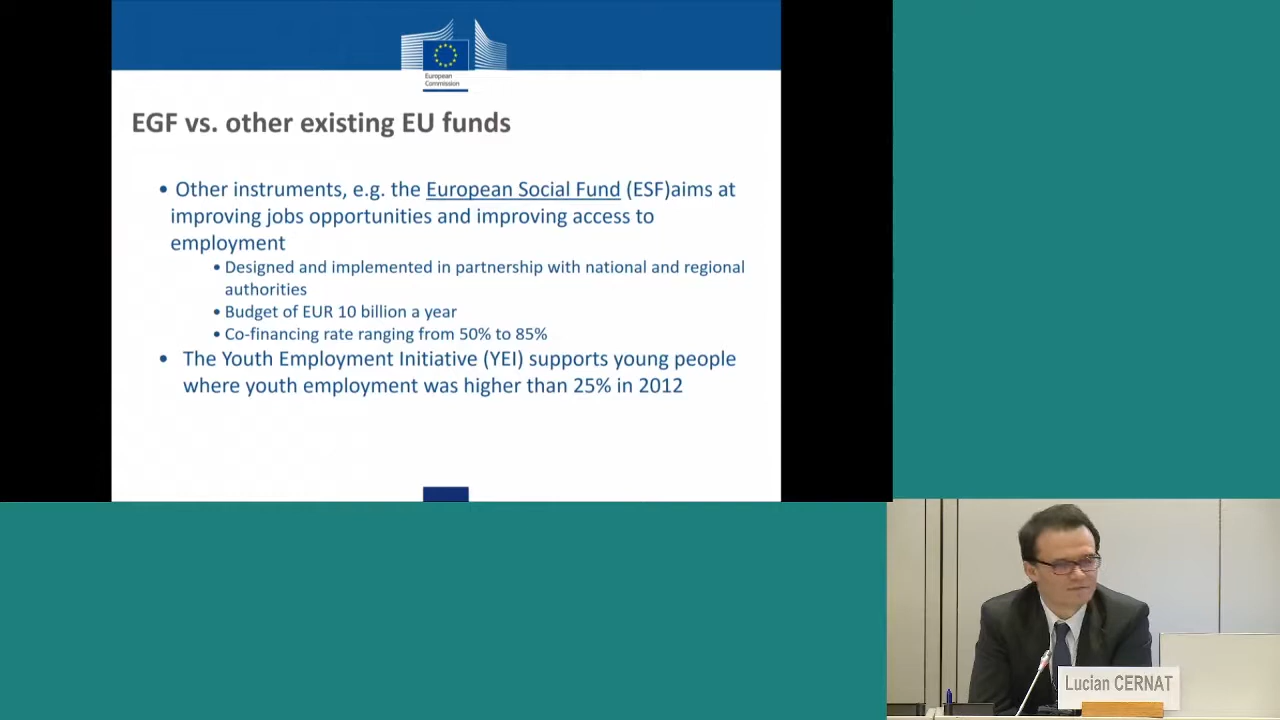 European
Commission
EGF vs. other existing EU funds
• Other instruments, e.g. the European Social Fund (ESF)aims at
improving jobs opportunities and improving access to
employment
• Designed and implemented in partnership with national and regional
authorities
• Budget of EUR 10 billion a year
• Co-financing rate ranging from 50% to 85%
• The Youth Employment Initiative (YEI) supports young people
where youth employment was higher than 25% in 2012
Lucian CERNAT